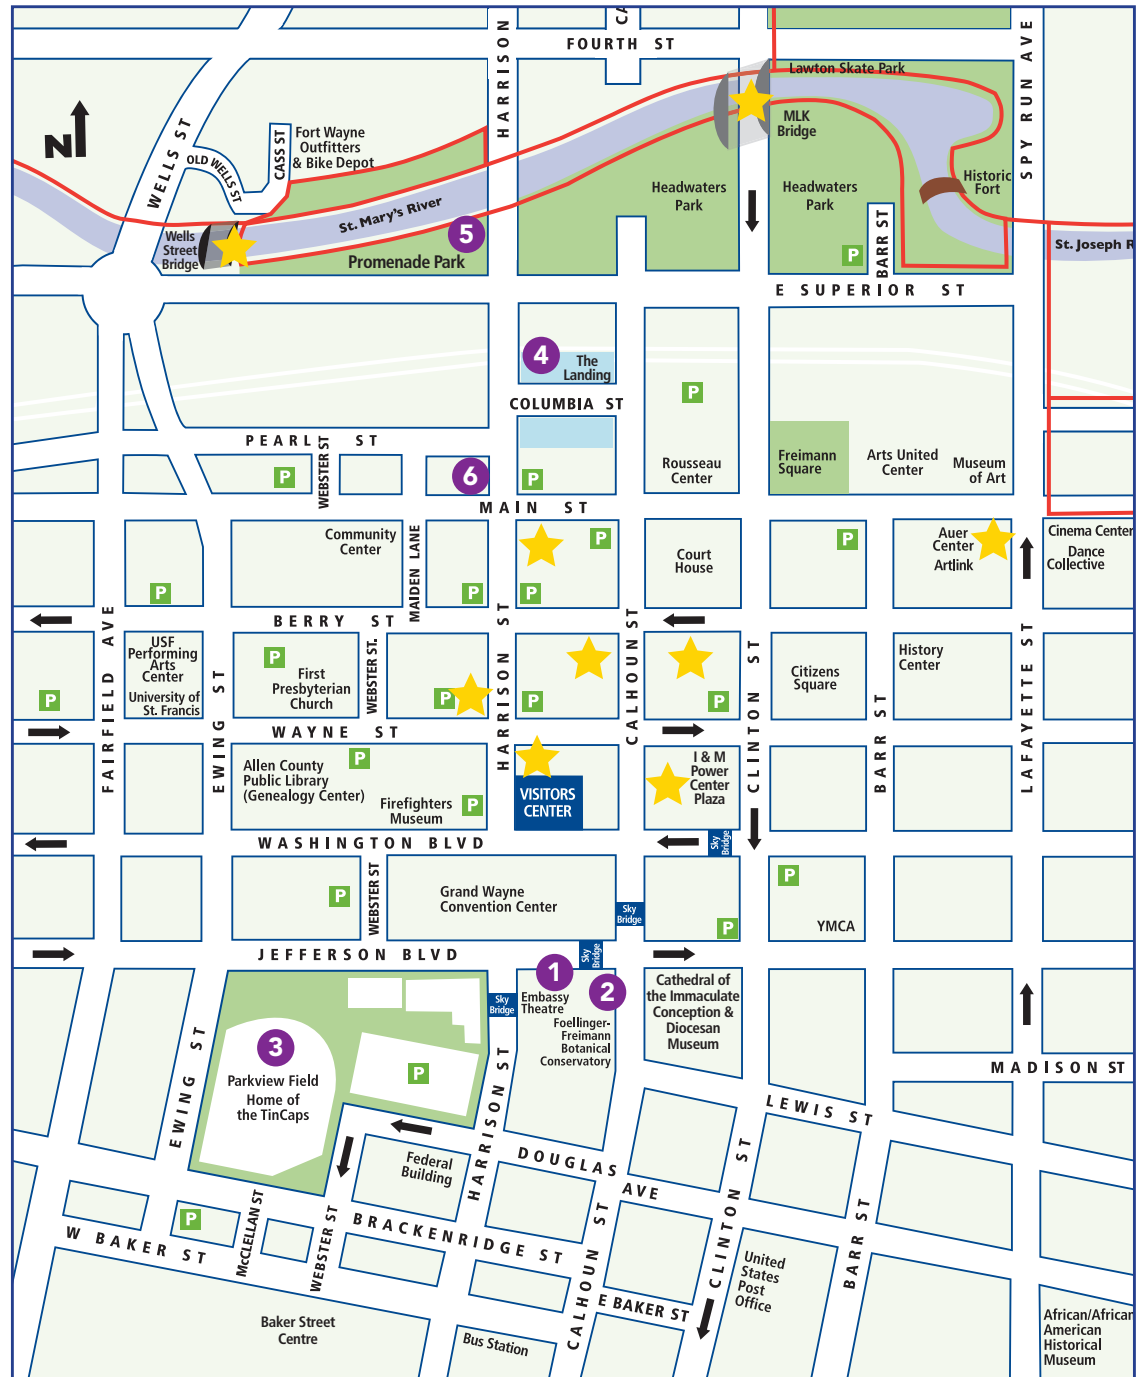 HARRISON
CA
FOURTH ST
SPY RUN AVE
Lawton Skate Park
MLK
Bridge
N
WELLS ST
OLD WELLS ST
CASS ST
Fort Wayne
Outfitters
& Bike Depot
Historic
Fort
Headwaters
Park
Headwaters
Park
St. Mary's River
BARR ST
P
Wells
Street
Bridge
5
Promenade Park
St. Joseph R
E SUPERIOR ST
4
The
Landing
P
COLUMBIA ST
PEARL ST
WEBSTER ST
P
6
P
Rousseau
Center
Freimann
Square
Arts United
Center
Museum
of Art
MAIN ST
Community
Center
MAIDEN LANE
P
P
P
P
Court
House
P
Auer
Center
Artlink
Cinema Center
Dance
Collective
BERRY ST
FAIRFIELD AVE
USF
Performing
Arts
Center
University of
St. Francis
EWING ST
P
First
Presbyterian
Church
WEBSTER ST.
P
HARRISON ST
P
CALHOUN ST
P
CLINTON ST
Citizens
Square
BARR ST
History
Center
LAFAYETTE ST
P
WAYNE ST
Allen County
Public Library
(Genealogy Center)
P
Firefighters
Museum
P
VISITORS
CENTER
I & M
Power
Center
Plaza
WASHINGTON BLVD
Sky
Bridge
P
WEBSTER ST
Grand Wayne
Convention Center
Sky
Bridge
P
P
YMCA
JEFFERSON BLVD
Sky
Bridge
1
2
Sky
Bridge
Embassy
Theatre
Foellinger-
Freimann
Botanical
Conservatory
Cathedral of
the Immaculate
Conception &
Diocesan
Museum
EWING ST
3
Parkview Field
Home of
the TinCaps
P
HARRISON ST
MADISON ST
LEWIS ST
Federal
Building
DOUGLAS AVE
CLINTON ST
P
McCLELLAN ST
WEBSTER ST
BRACKENRIDGE ST
CALHOUN ST
BARR ST
W BAKER ST
E BAKER ST
United
States
Post
Office
Baker Street
Centre
Bus Station
African/African
American
Historical
Museum